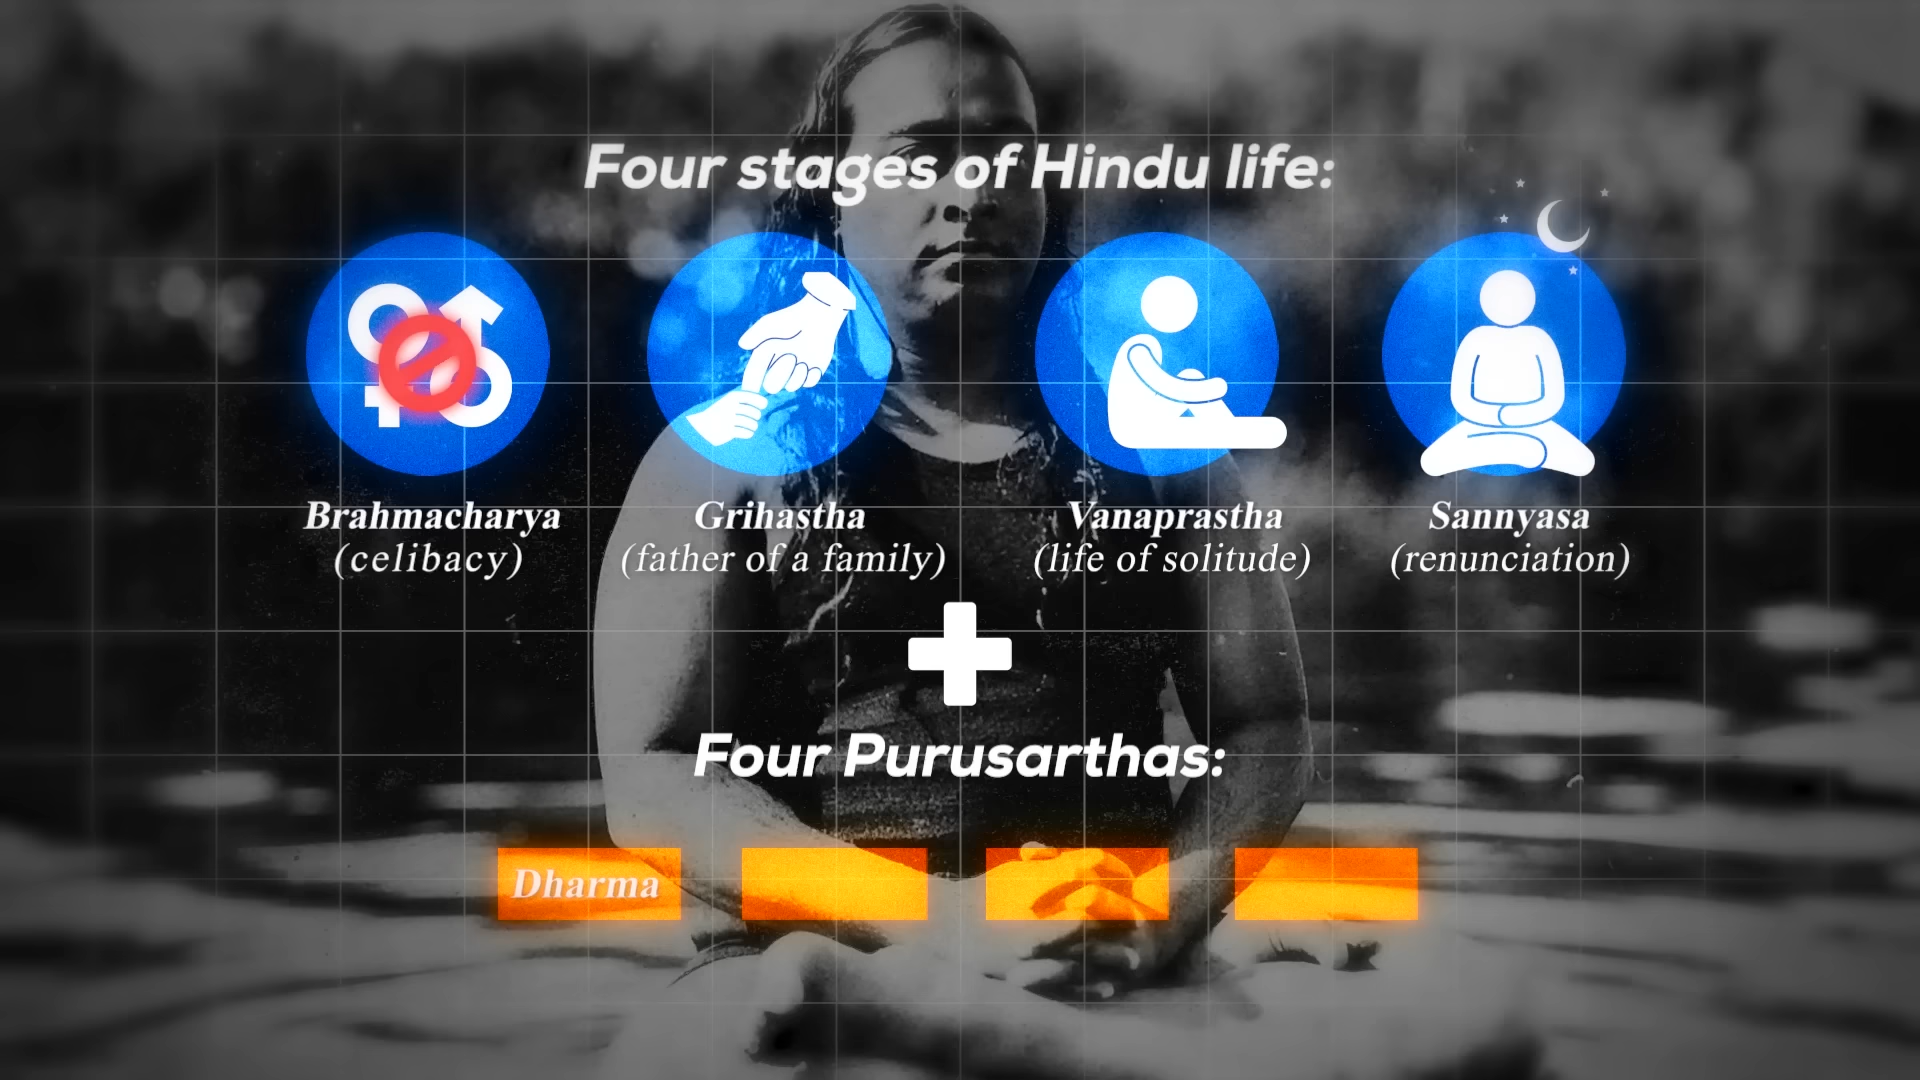 Four stages of Hindu life:
Brahmacharya
(celibacy)
Grihastha
(father of a family)
Vanaprastha
(life of solitude)
Sannyasa
(renunciation)
Four Purusarthas:
Dharma